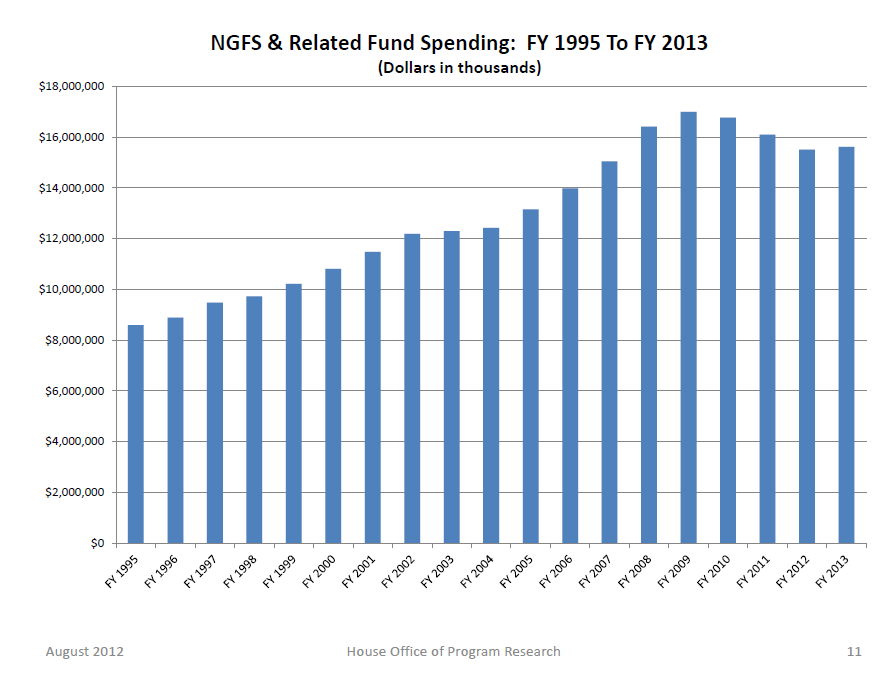 NGFS & Related Fund Spending:  FY 1995 To FY 2013
(Dollars in thousands)
$18,000,000
$16,000,000
$14,000,000
$12,000,000
$10,000,000
$8,000,000
$6,000,000
$4,000,000
$2,000,000
$0
FY 1995
FY 1996
FY 1997
FY 1998
FY 1999
FY 2000
FY 2001
FY 2002
FY 2003
FY 2004
FY 2005
FY 2006
FY 2007
FY 2008
FY 2009
FY 2010
FY 2011
FY 2012
FY 2013
August 2012
House Office of Program Research
11